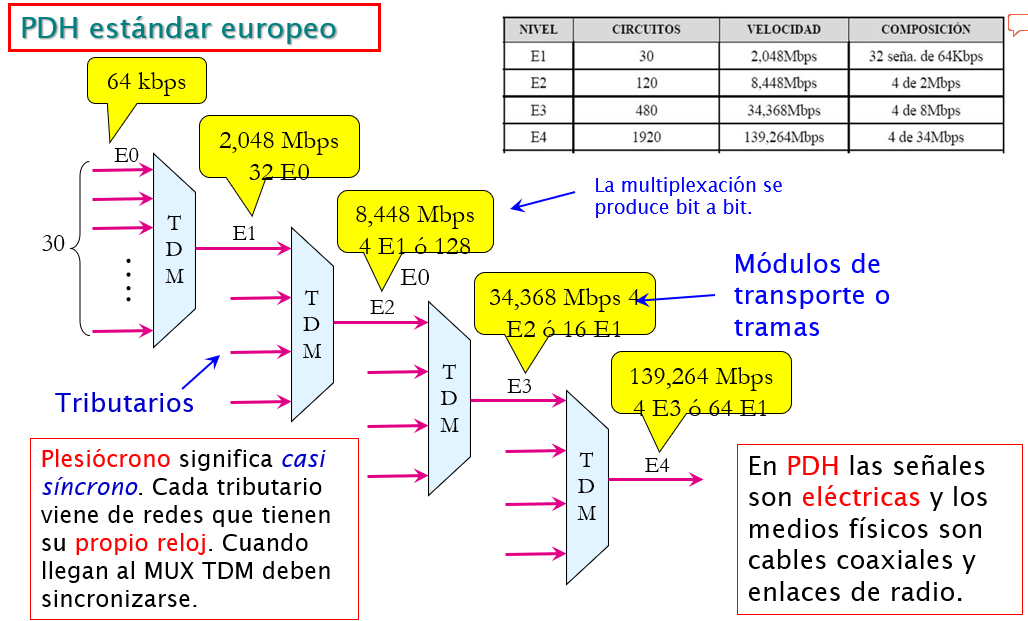 PDH estándar europeo
NIVEL CIRCUITOS VELOCIDAD COMPOSICIÓN
E1 30 2,048Mbps 32 seña. de 64Kbps
E2 120 8,448Mbps 4 de 2Mbps
E3 480 34,368Mbps 4 de 8Mbps
E4 1920 139,264Mbps 4 de 34Mbps
64 kbps
E0
30
T
D
M
2,048 Mbps
32 E0
E1
T
D
M
8,448 Mbps
4 E1 ó 128
E0
E2
La multiplexación se
produce bit a bit.
T
D
M
34,368 Mbps 4
E2 ó 16 E1
E3
Módulos de
transporte o
tramas
T
D
M
139,264 Mbps
4 E3 ó 64 E1
E4
Tributarios
Plesiócrono significa casi
síncrono. Cada tributario
viene de redes que tienen
su propio reloj. Cuando
llegan al MUX TDM deben
sincronizarse.
En PDH las señales
son eléctricas y los
medios físicos son
cables coaxiales y
enlaces de radio.